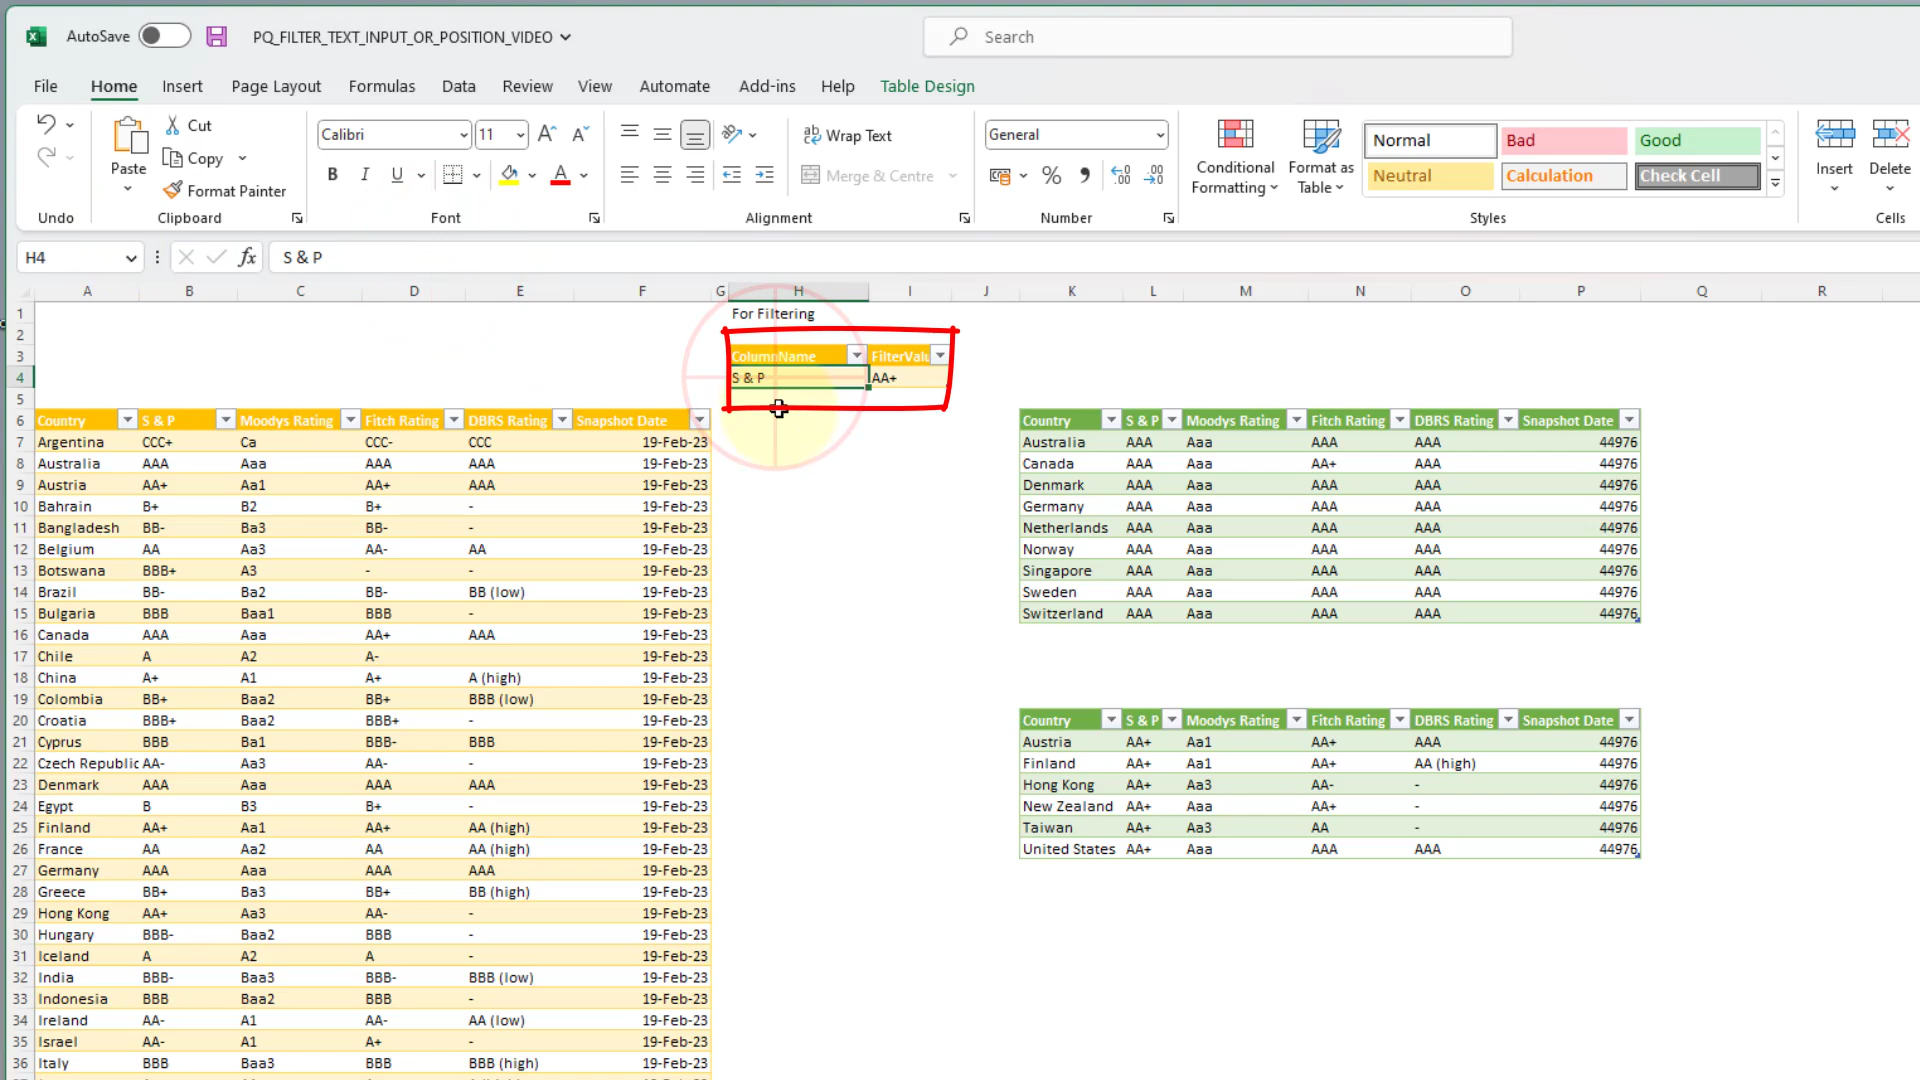 AutoSave PQ_FILTER_TEXT_INPUT_OR_POSITION_VIDEO Search
File Home Insert Page Layout Formulas Data Review View Automate Add-ins Help Table Design
Paste Cut Copy Format Painter
Calibri 11
B I U A
Wrap Text
Merge & Centre
General
%
Conditional Formatting
Format as Table
Normal Bad Good
Neutral Calculation Check Cell
Insert Delete
Undo Clipboard Font Alignment Number Styles Cells
H4 fx S & P
A B C D E F G H I J K L M N O P Q R
1 For Filtering
2
3 ColumnName FilterValu
4 S & P AA+
5
6 Country S & P Moodys Rating Fitch Rating DBRS Rating Snapshot Date Country S & P Moodys Rating Fitch Rating DBRS Rating Snapshot Date
7 Argentina CCC+ Ca CCC- CCC 19-Feb-23 Australia AAA Aaa AAA AAA 44976
8 Australia AAA Aaa AAA AAA 19-Feb-23 Canada AAA Aaa AA+ AAA 44976
9 Austria AA+ Aa1 AA+ AAA 19-Feb-23 Denmark AAA Aaa AAA AAA 44976
10 Bahrain B+ B2 B+ - 19-Feb-23 Germany AAA Aaa AAA AAA 44976
11 Bangladesh BB- Ba3 BB- - 19-Feb-23 Netherlands AAA Aaa AAA AAA 44976
12 Belgium AA Aa3 AA- AA 19-Feb-23 Norway AAA Aaa AAA AAA 44976
13 Botswana BBB+ A3 - - 19-Feb-23 Singapore AAA Aaa AAA AAA 44976
14 Brazil BB- Ba2 BB- BB (low) 19-Feb-23 Sweden AAA Aaa AAA AAA 44976
15 Bulgaria BBB Baa1 BBB - 19-Feb-23 Switzerland AAA Aaa AAA AAA 44976
16 Canada AAA Aaa AA+ AAA 19-Feb-23
17 Chile A A2 A- 19-Feb-23
18 China A+ A1 A+ A (high) 19-Feb-23
19 Colombia BB+ Baa2 BB+ BBB (low) 19-Feb-23
20 Croatia BBB+ Baa2 BBB+ - 19-Feb-23 Country S & P Moodys Rating Fitch Rating DBRS Rating Snapshot Date
21 Cyprus BBB Ba1 BBB- BBB 19-Feb-23 Austria AA+ Aa1 AA+ AAA 44976
22 Czech Republic AA- Aa3 AA- - 19-Feb-23 Finland AA+ Aa1 AA+ AA (high) 44976
23 Denmark AAA Aaa AAA AAA 19-Feb-23 Hong Kong AA+ Aa3 AA- - 44976
24 Egypt B B3 B+ - 19-Feb-23 New Zealand AA+ Aaa AA+ - 44976
25 Finland AA+ Aa1 AA+ AA (high) 19-Feb-23 Taiwan AA+ Aa3 AA - 44976
26 France AA Aa2 AA AA (high) 19-Feb-23 United States AA+ Aaa AAA AAA 44976
27 Germany AAA Aaa AAA AAA 19-Feb-23
28 Greece BB+ Ba3 BB+ BB (high) 19-Feb-23
29 Hong Kong AA+ Aa3 AA- - 19-Feb-23
30 Hungary BBB- Baa2 BBB - 19-Feb-23
31 Iceland A A2 A - 19-Feb-23
32 India BBB- Baa3 BBB- BBB (low) 19-Feb-23
33 Indonesia BBB Baa2 BBB - 19-Feb-23
34 Ireland AA- A1 AA- AA (low) 19-Feb-23
35 Israel AA- A1 A+ - 19-Feb-23
36 Italy BBB Baa3 BBB BBB (high) 19-Feb-23